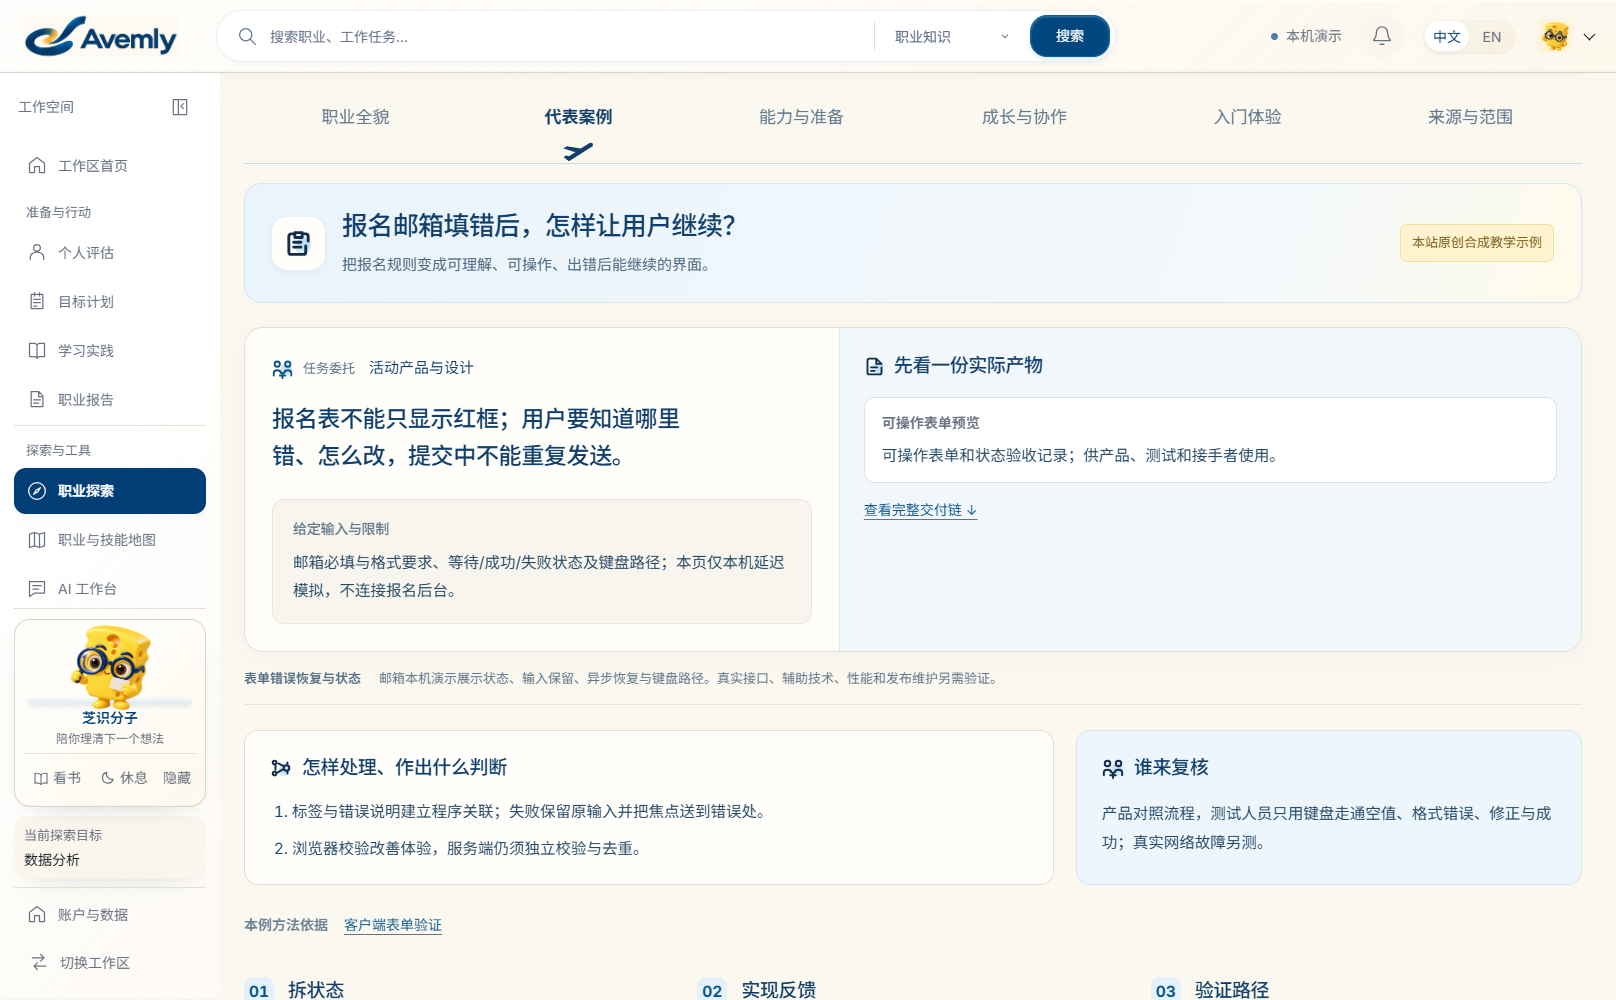 Avemly
搜索职业、工作任务...
职业知识
搜索
本机演示
中文
EN
工作空间
工作区首页
准备与行动
个人评估
目标计划
学习实践
职业报告
探索与工具
职业探索
职业与技能地图
AI 工作台
芝识分子
陪你理清下一个想法
看书
休息
隐藏
当前探索目标
数据分析
账户与数据
切换工作区
职业全貌
代表案例
能力与准备
成长与协作
入门体验
来源与范围
报名邮箱填错后，怎样让用户继续？
把报名规则变成可理解、可操作、出错后能继续的界面。
本站原创合成教学示例
任务委托 活动产品与设计
报名表不能只显示红框；用户要知道哪里
错、怎么改，提交中不能重复发送。
给定输入与限制
邮箱必填与格式要求、等待/成功/失败状态及键盘路径；本页仅本机延迟
模拟，不连接报名后台。
先看一份实际产物
可操作表单预览
可操作表单和状态验收记录；供产品、测试和接手者使用。
查看完整交付链 ↓
表单错误恢复与状态 邮箱本机演示展示状态、输入保留、异步恢复与键盘路径。真实接口、辅助技术、性能和发布维护另需验证。
怎样处理、作出什么判断
1. 标签与错误说明建立程序关联；失败保留原输入并把焦点送到错误处。
2. 浏览器校验改善体验，服务端仍须独立校验与去重。
谁来复核
产品对照流程，测试人员只用键盘走通空值、格式错误、修正与成
功；真实网络故障另测。
本例方法依据 客户端表单验证
01 拆状态
02 实现反馈
03 验证路径